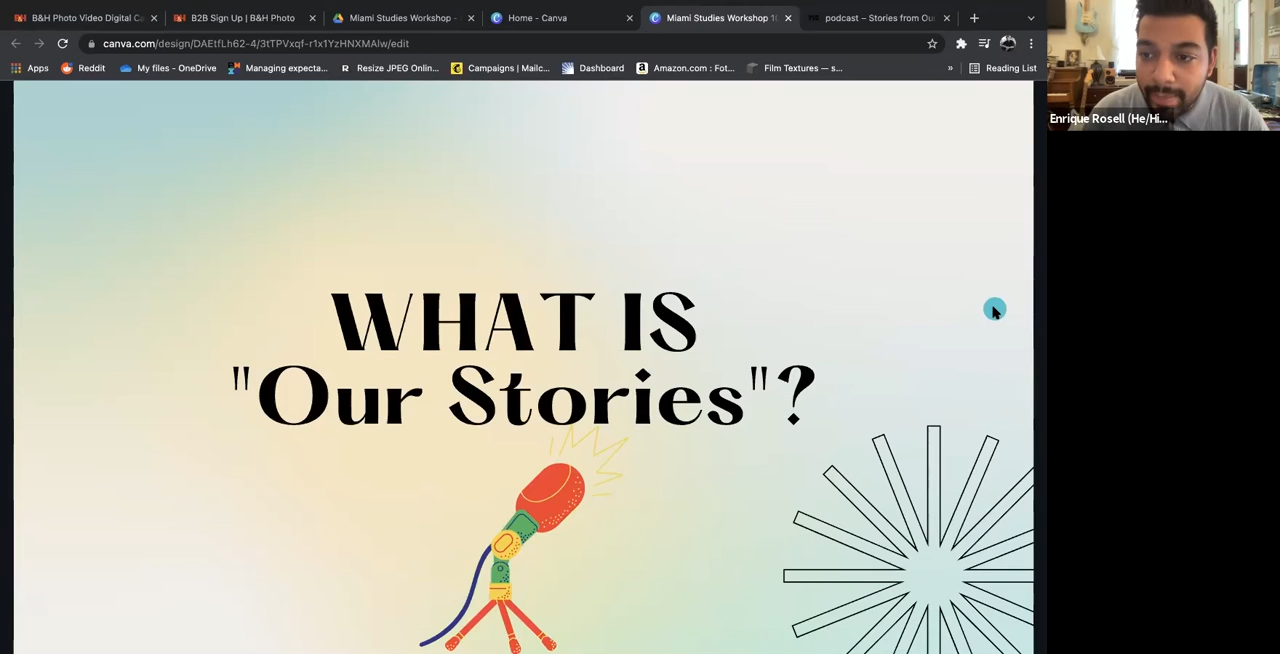 B&H Photo Video Digital Ca
B2B Sign Up | B&H Photo
Miami Studies Workshop -
Home - Canva
Miami Studies Workshop 10
podcast – Stories from Our
canva.com/design/DAEtfLh62-4/3tTPVxqf-r1x1YzHNXMAlw/edit
Apps
Reddit
My files - OneDrive
Managing expecta...
Resize JPEG Onlin...
Campaigns | Mailc...
Dashboard
Amazon.com : Fot...
Film Textures — s...
»
Reading List
Enrique Rosell (He/Hi...
WHAT IS
"Our Stories"?